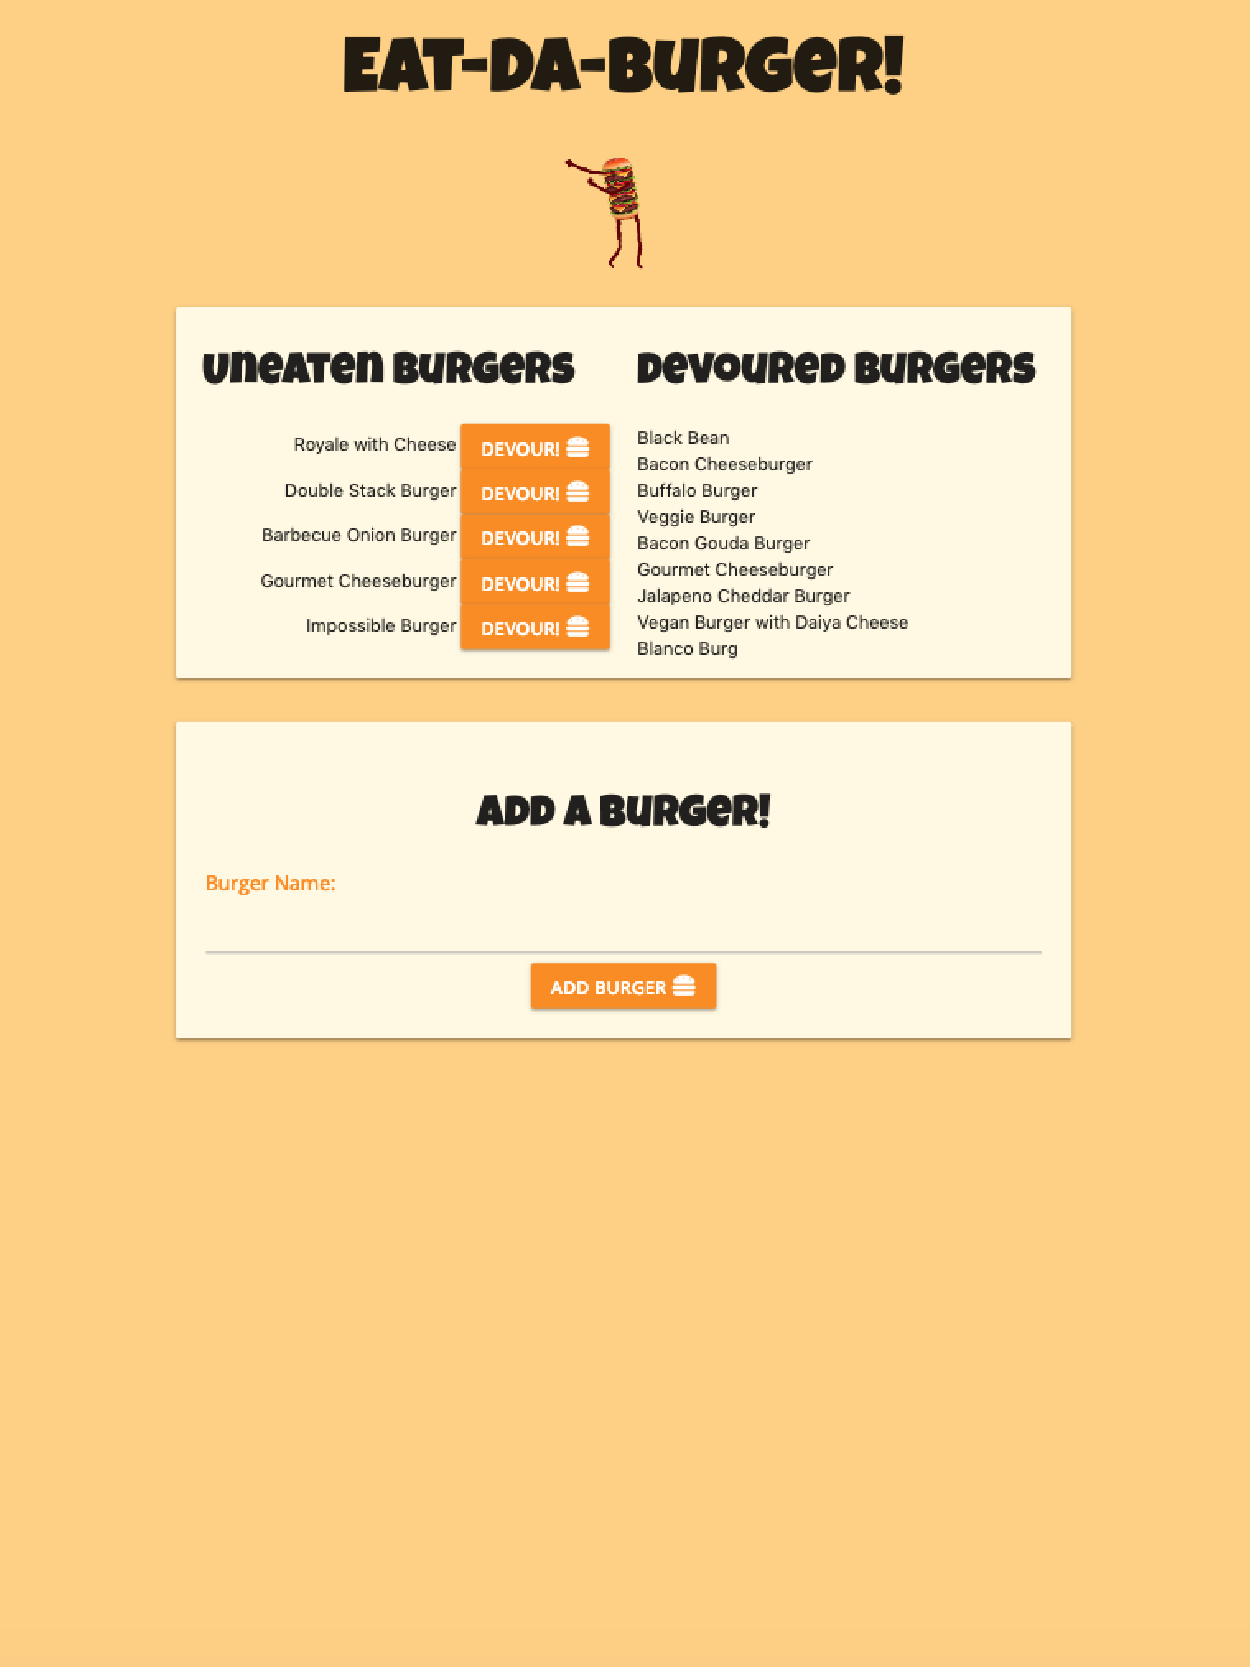 Eat-Da-Burger!
Uneaten Burgers
Royale with Cheese DEVOUR!
Double Stack Burger DEVOUR!
Barbecue Onion Burger DEVOUR!
Gourmet Cheeseburger DEVOUR!
Impossible Burger DEVOUR!
Devoured Burgers
Black Bean
Bacon Cheeseburger
Buffalo Burger
Veggie Burger
Bacon Gouda Burger
Gourmet Cheeseburger
Jalapeno Cheddar Burger
Vegan Burger with Daiya Cheese
Blanco Burg
Add a Burger!
Burger Name:
ADD BURGER